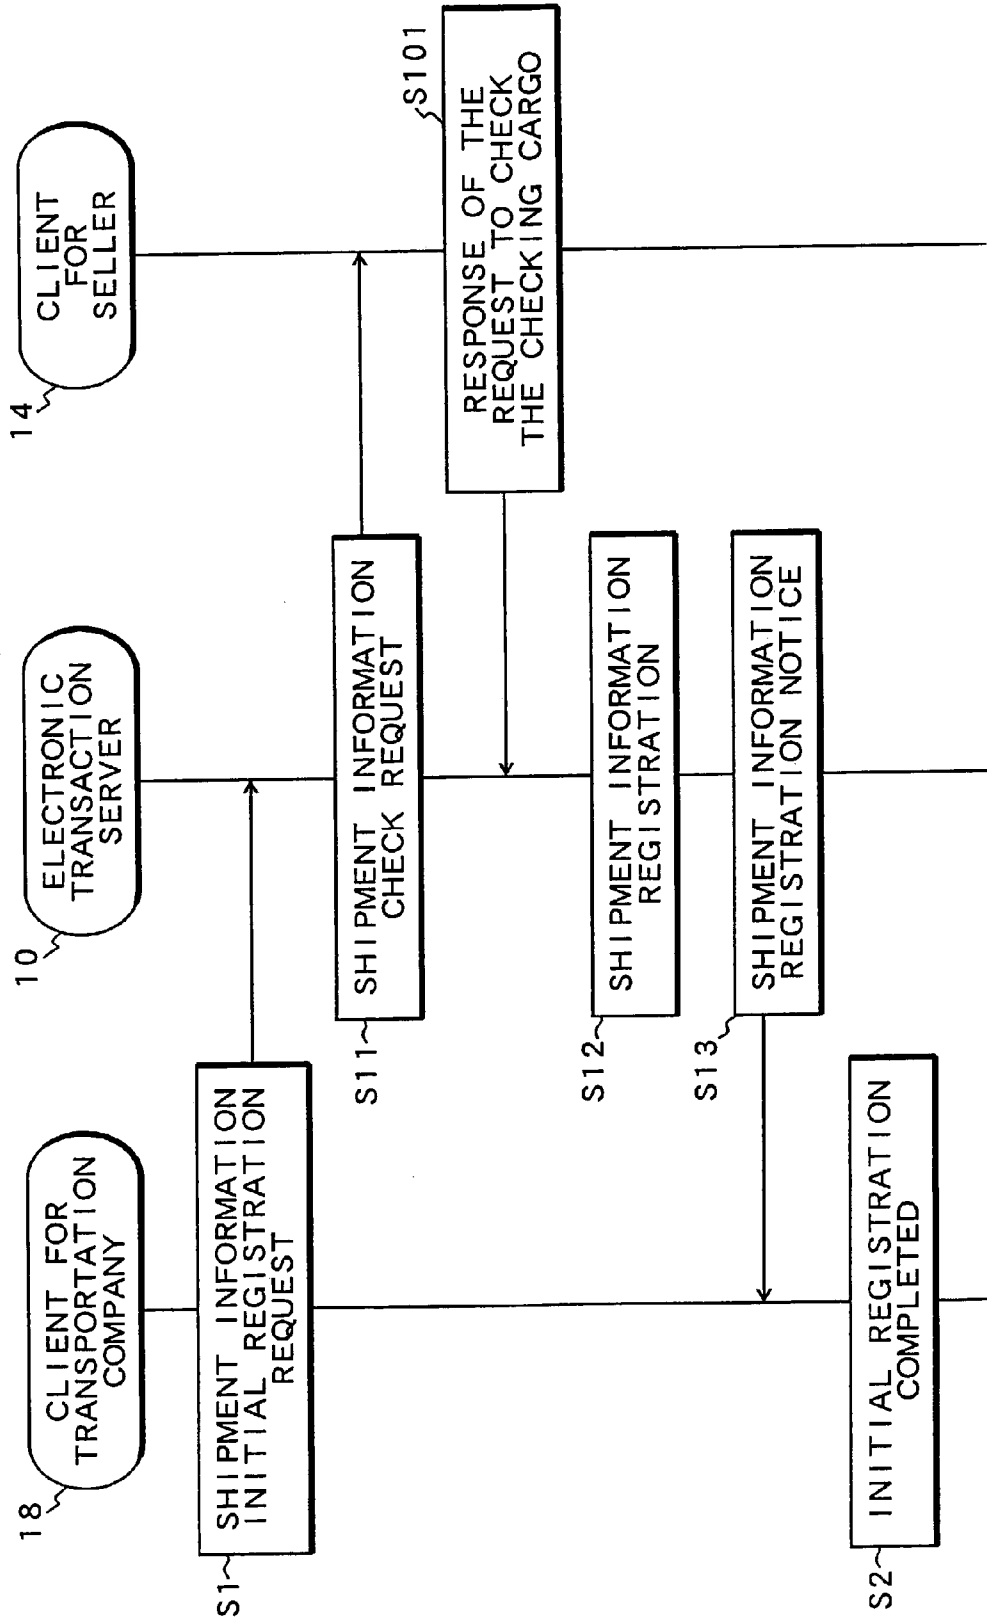 18
CLIENT FOR
TRANSPORTATION
COMPANY
10
ELECTRONIC
TRANSACTION
SERVER
14
CLIENT
FOR
SELLER
S1
SHIPMENT INFORMATION
INITIAL REGISTRATION
REQUEST
S11
SHIPMENT INFORMATION
CHECK REQUEST
S101
RESPONSE OF THE
REQUEST TO CHECK
THE CHECKING CARGO
S12
SHIPMENT INFORMATION
REGISTRATION
S13
SHIPMENT INFORMATION
REGISTRATION NOTICE
S2
INITIAL REGISTRATION
COMPLETED